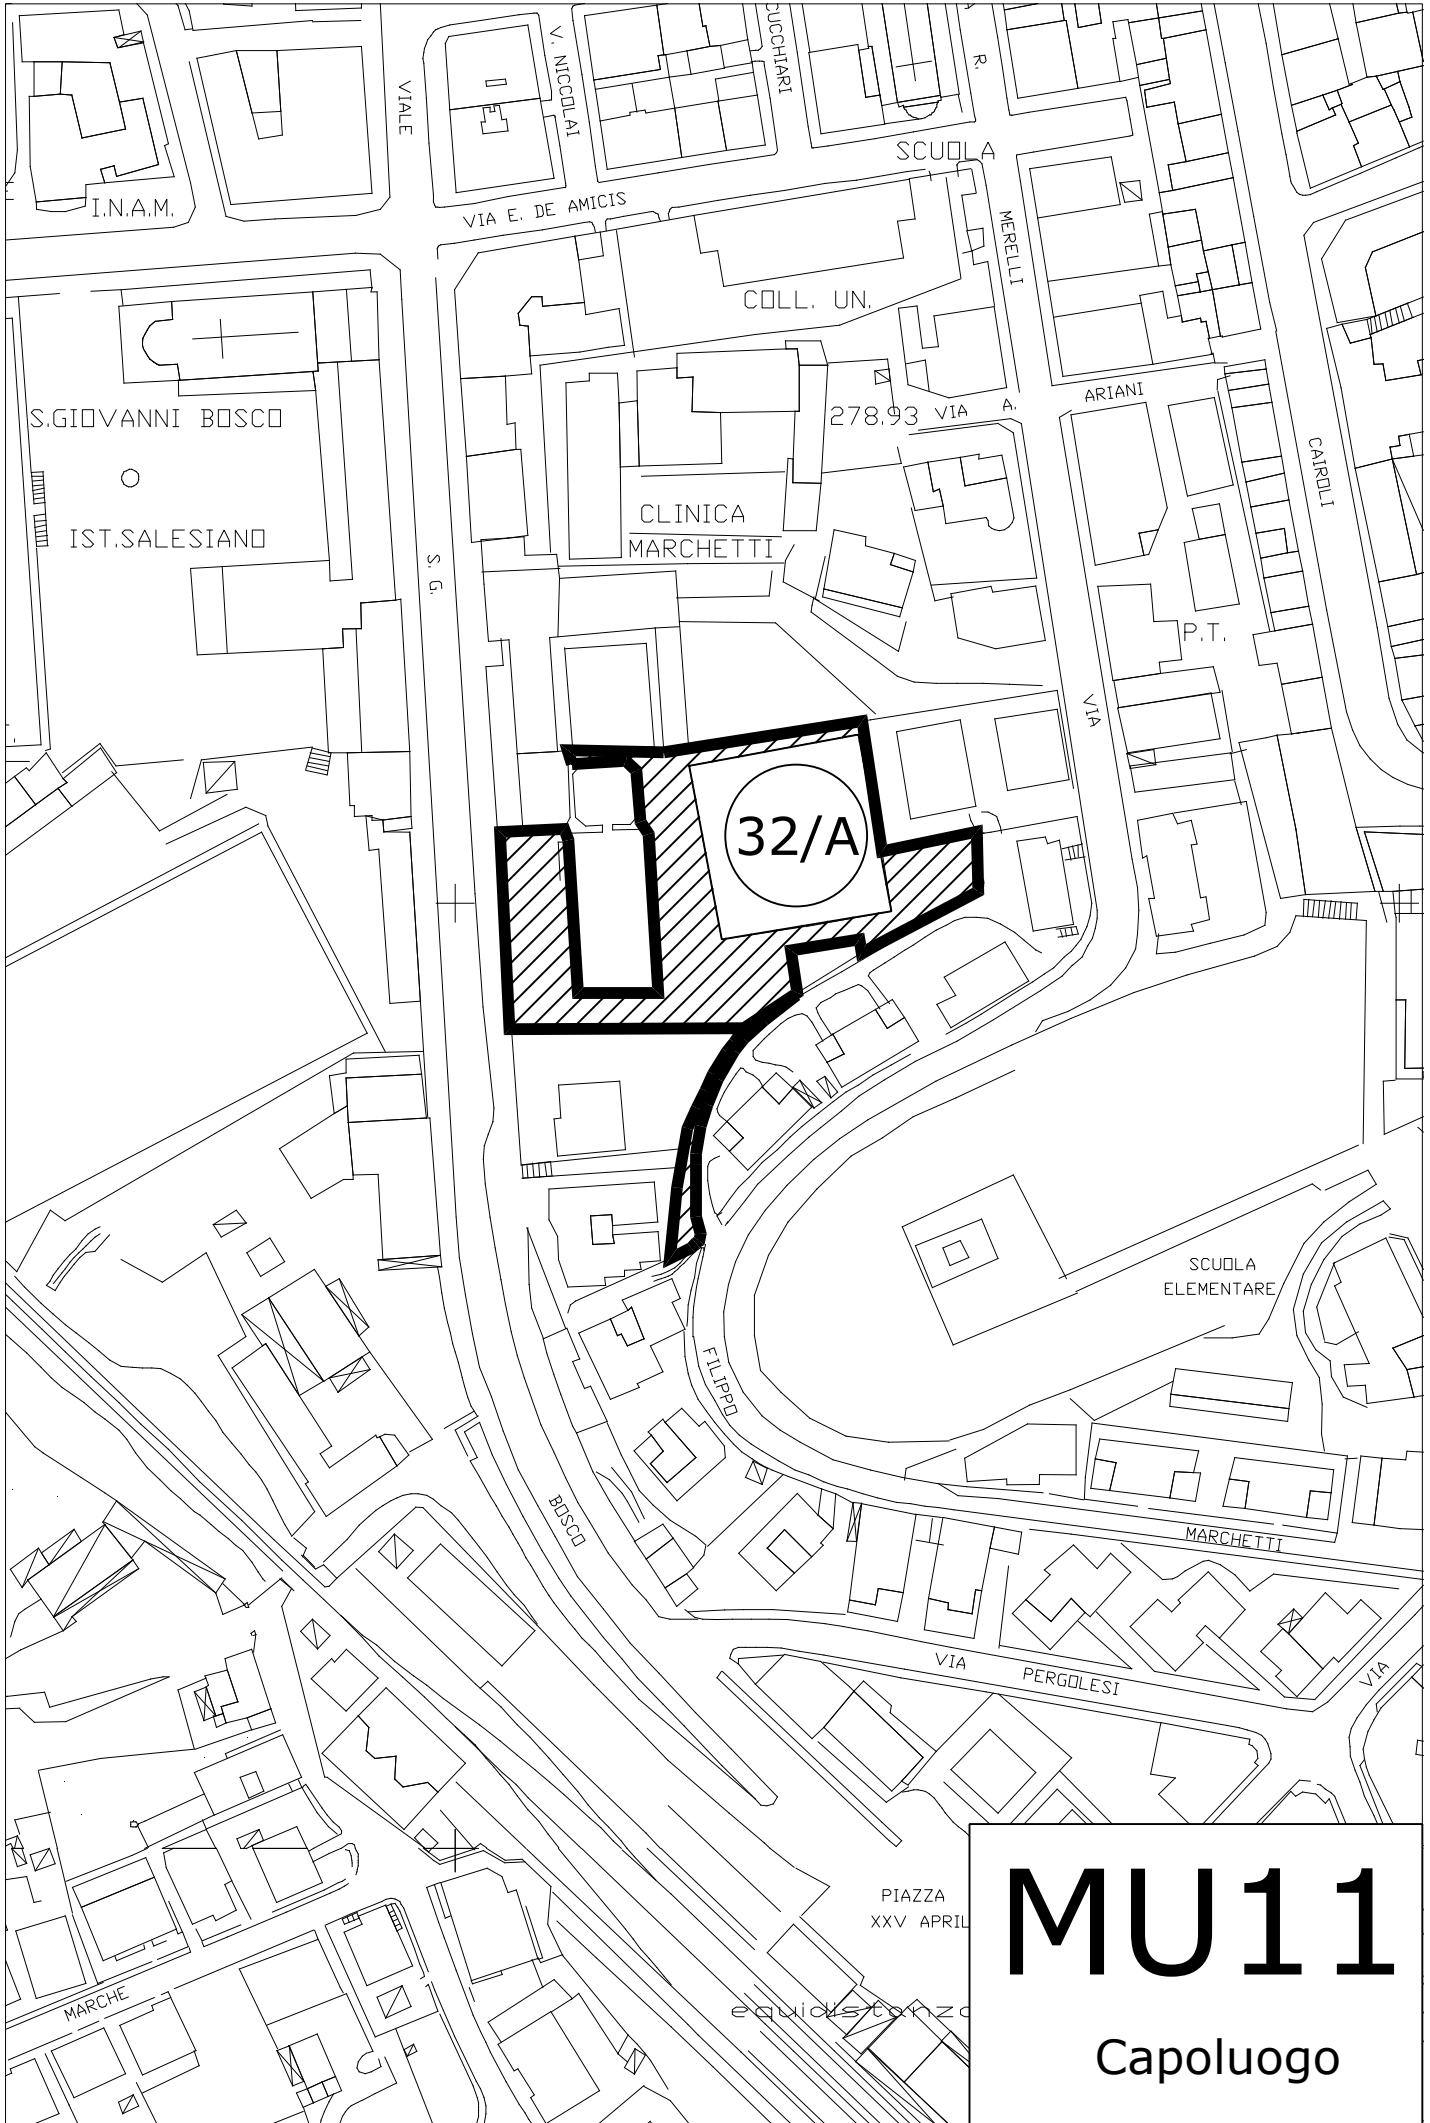 CUCCHIARI
R.
V. NICCOLAI
VIALE
SCUOLA
I.N.A.M.
VIA E. DE AMICIS
MERELLI
COLL. UN.
ARIANI
S.GIOVANNI BOSCO
278.93
VIA A.
CAIROLI
CLINICA
IST.SALESIANO
MARCHETTI
S. G.
P.T.
VIA
32/A
SCUOLA
ELEMENTARE
FILIPPO
BOSCO
MARCHETTI
VIA PERGOLESI
VIA
PIAZZA
XXV APRIL
MU11
MARCHE
equidistanza
Capoluogo